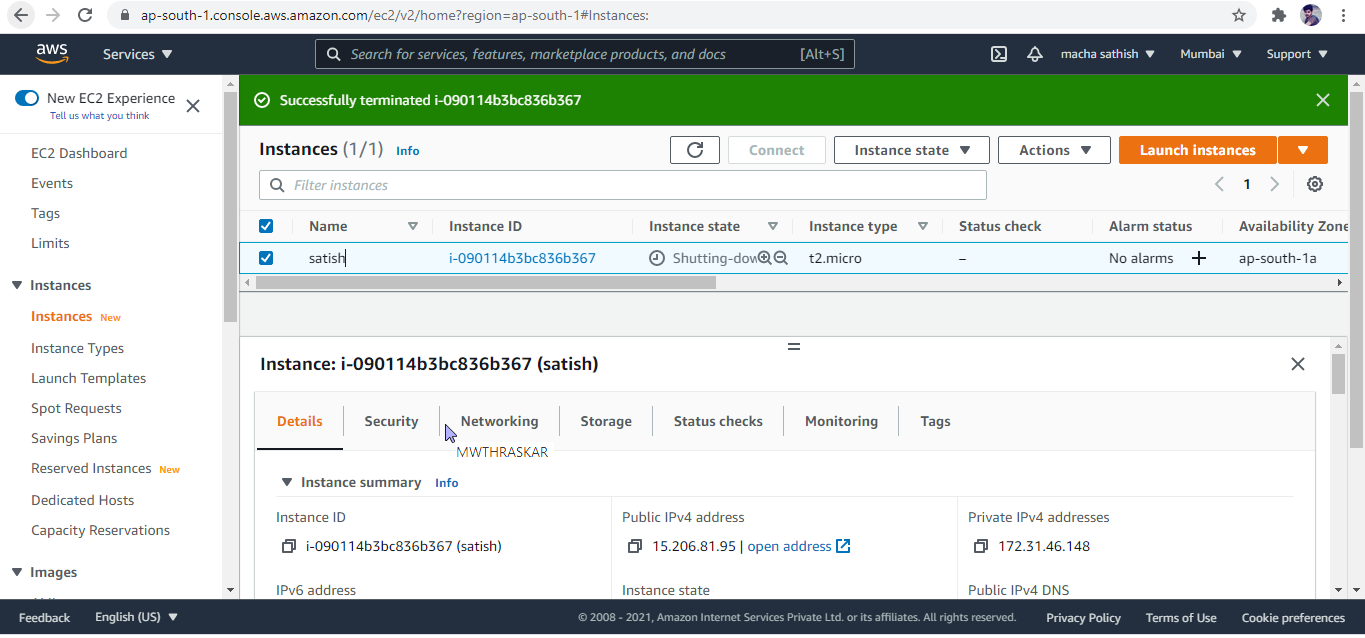 ap-south-1.console.aws.amazon.com/ec2/v2/home?region=ap-south-1#Instances:
aws Services Search for services, features, marketplace products, and docs [Alt+S] macha sathish Mumbai Support
New EC2 Experience
Tell us what you think
EC2 Dashboard
Events
Tags
Limits
Instances
Instances New
Instance Types
Launch Templates
Spot Requests
Savings Plans
Reserved Instances New
Dedicated Hosts
Capacity Reservations
Images
Successfully terminated i-090114b3bc836b367
Instances (1/1) Info Connect Instance state Actions Launch instances
Filter instances 1
Name Instance ID Instance state Instance type Status check Alarm status Availability Zone
satish i-090114b3bc836b367 Shutting-dow t2.micro – No alarms ap-south-1a
Instance: i-090114b3bc836b367 (satish)
Details Security Networking Storage Status checks Monitoring Tags
MWTHRASKAR
Instance summary Info
Instance ID Public IPv4 address Private IPv4 addresses
i-090114b3bc836b367 (satish) 15.206.81.95 | open address 172.31.46.148
IPv6 address Instance state Public IPv4 DNS
Feedback English (US) © 2008 - 2021, Amazon Internet Services Private Ltd. or its affiliates. All rights reserved. Privacy Policy Terms of Use Cookie preferences